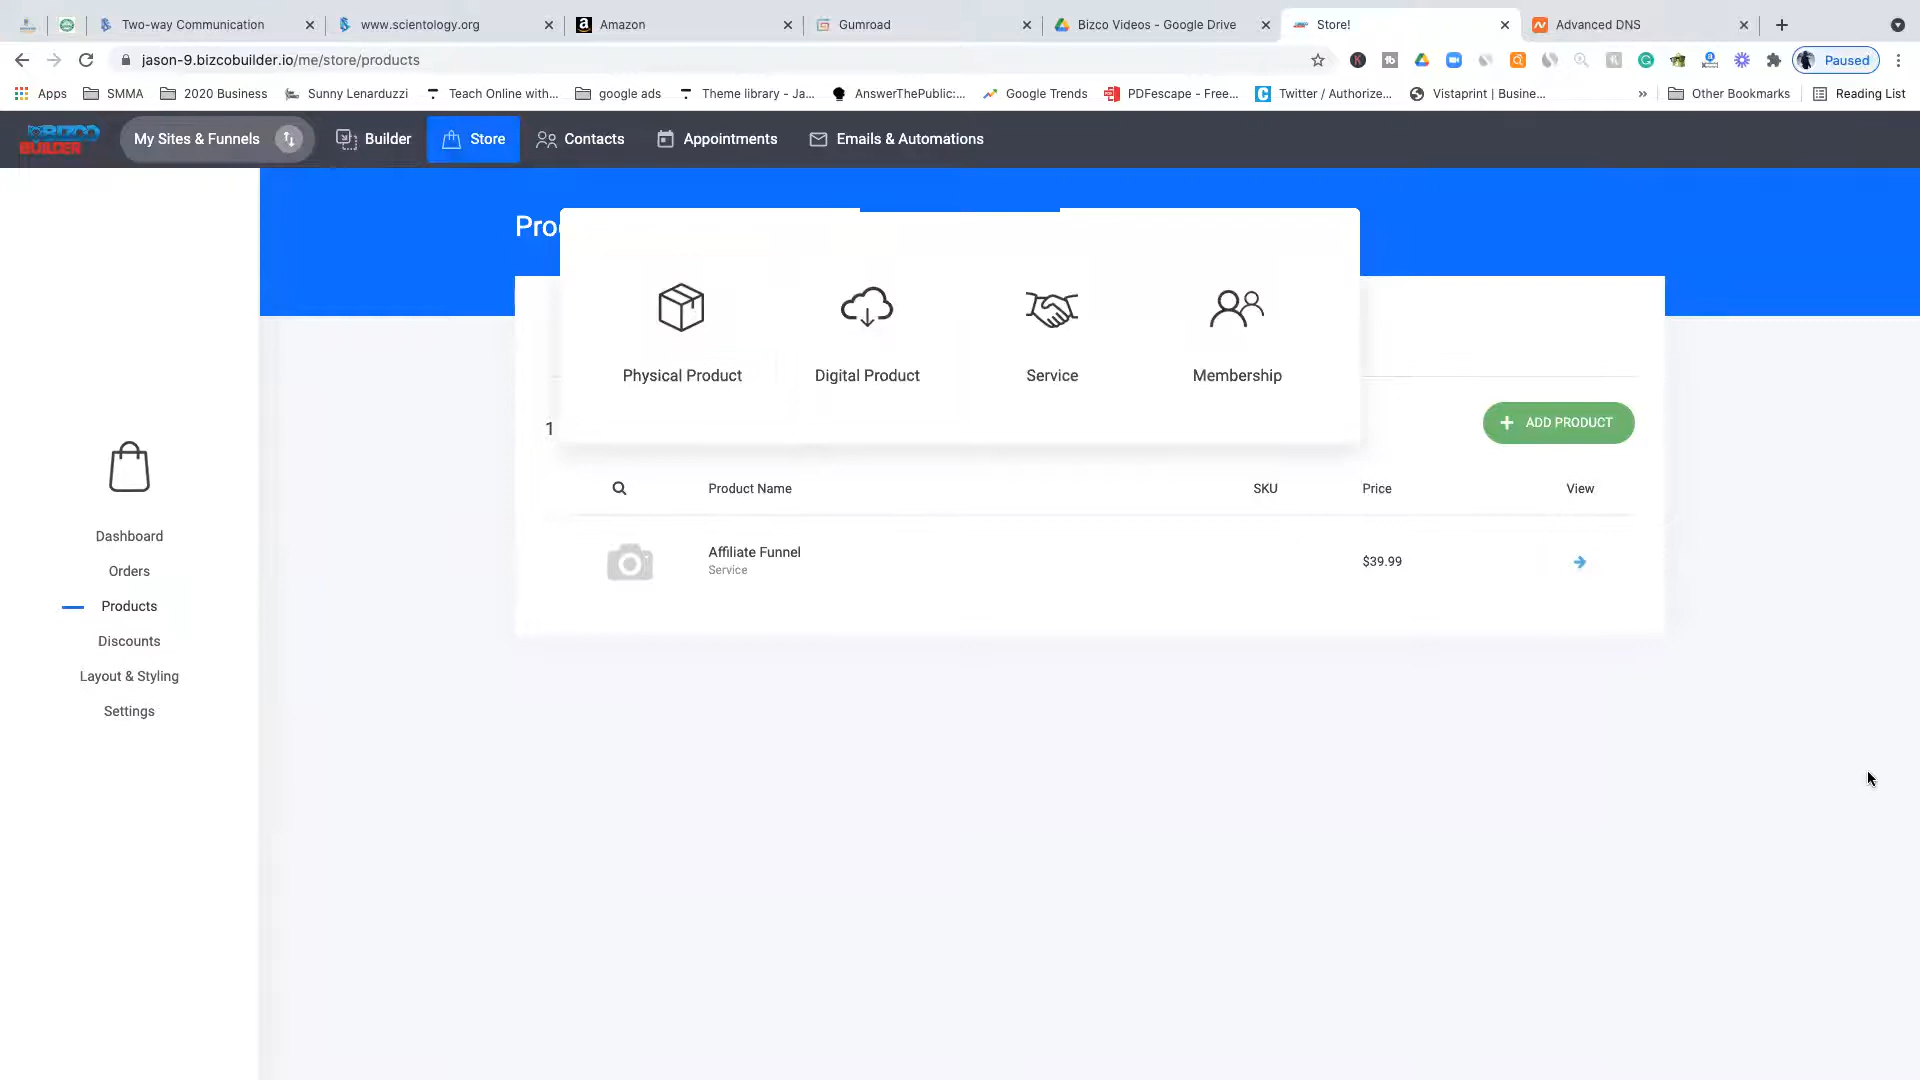 Two-way Communication
www.scientology.org
Amazon
Gumroad
Bizco Videos - Google Drive
Store!
Advanced DNS
jason-9.bizcobuilder.io/me/store/products
Paused
Apps
SMMA
2020 Business
Sunny Lenarduzzi
Teach Online with...
google ads
Theme library - Ja...
AnswerThePublic:...
Google Trends
PDFescape - Free...
Twitter / Authorize...
Vistaprint | Busine...
»
Other Bookmarks
Reading List
BIZCO
BUILDER
My Sites & Funnels
Builder
Store
Contacts
Appointments
Emails & Automations
Pro
Physical Product
Digital Product
Service
Membership
1
+ ADD PRODUCT
Product Name
SKU
Price
View
Affiliate Funnel
Service
$39.99
Dashboard
Orders
Products
Discounts
Layout & Styling
Settings